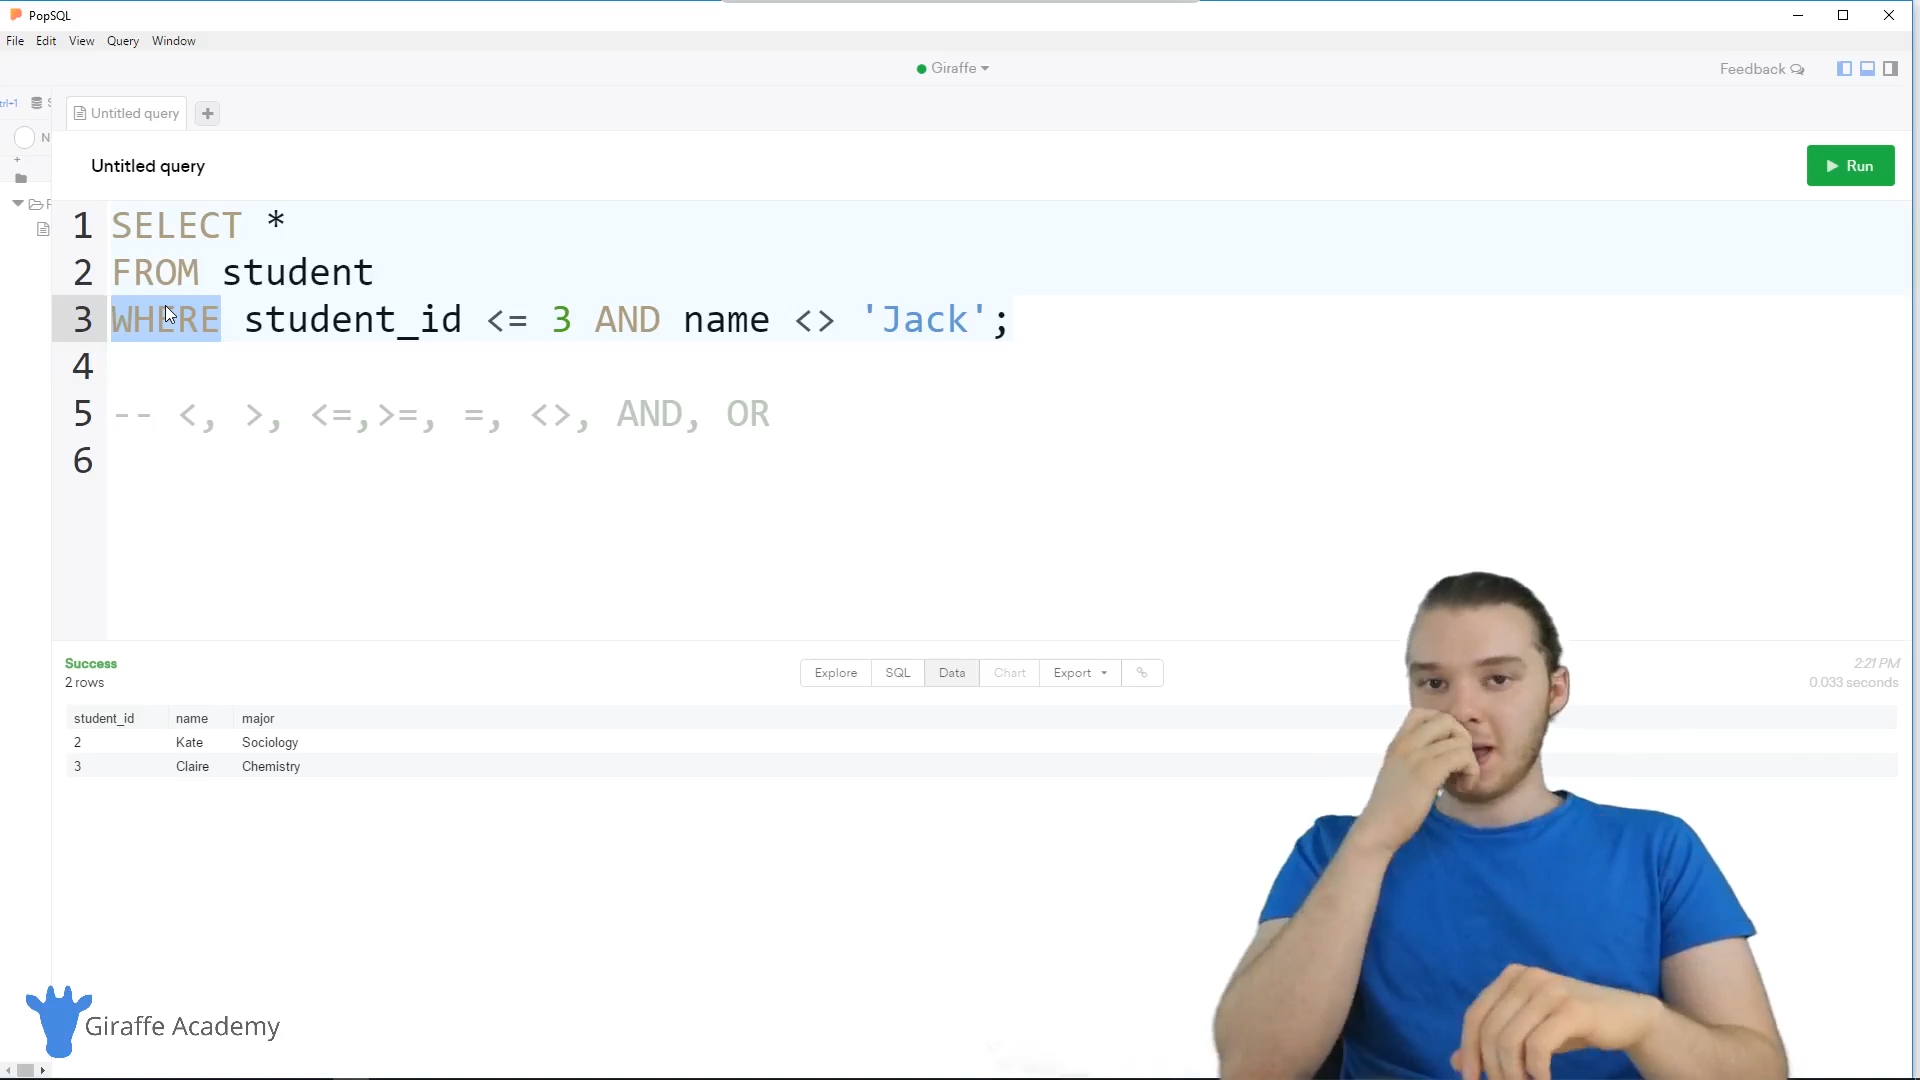 PopSQL
File Edit View Query Window
Giraffe
Feedback
trl+1
Untitled query
N
Untitled query
Run
1 SELECT *
2 FROM student
3 WHERE student_id <= 3 AND name <> 'Jack';
4
5 -- <, >, <=,>=, =, <>, AND, OR
6
Success
2 rows
Explore SQL Data Chart Export
2:21 PM
0.033 seconds
student_id name major
2 Kate Sociology
3 Claire Chemistry
Giraffe Academy